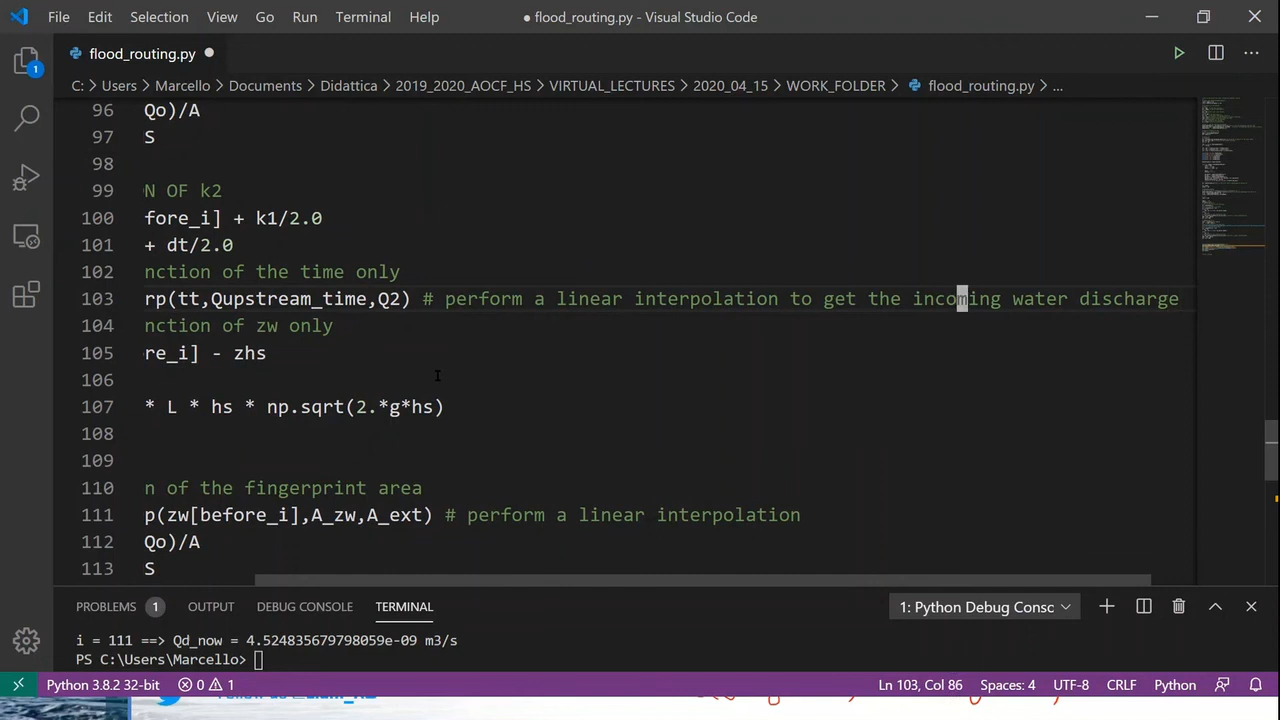 File Edit Selection View Go Run Terminal Help ● flood_routing.py - Visual Studio Code
flood_routing.py
C: > Users > Marcello > Documents > Didattica > 2019_2020_AOCF_HS > VIRTUAL_LECTURES > 2020_04_15 > WORK_FOLDER > flood_routing.py > ...
1
96 Qo)/A
97 S
98
99 N OF k2
100 fore_i] + k1/2.0
101 + dt/2.0
102 nction of the time only
103 rp(tt,Qupstream_time,Q2) # perform a linear interpolation to get the incoming water discharge
104 nction of zw only
105 re_i] - zhs
106
107 * L * hs * np.sqrt(2.*g*hs)
108
109
110 n of the fingerprint area
111 p(zw[before_i],A_zw,A_ext) # perform a linear interpolation
112 Qo)/A
113 S
PROBLEMS 1 OUTPUT DEBUG CONSOLE TERMINAL 1: Python Debug Consc
i = 111 ==> Qd_now = 4.524835679798059e-09 m3/s
PS C:\Users\Marcello>
Python 3.8.2 32-bit 0 1 Ln 103, Col 86 Spaces: 4 UTF-8 CRLF Python